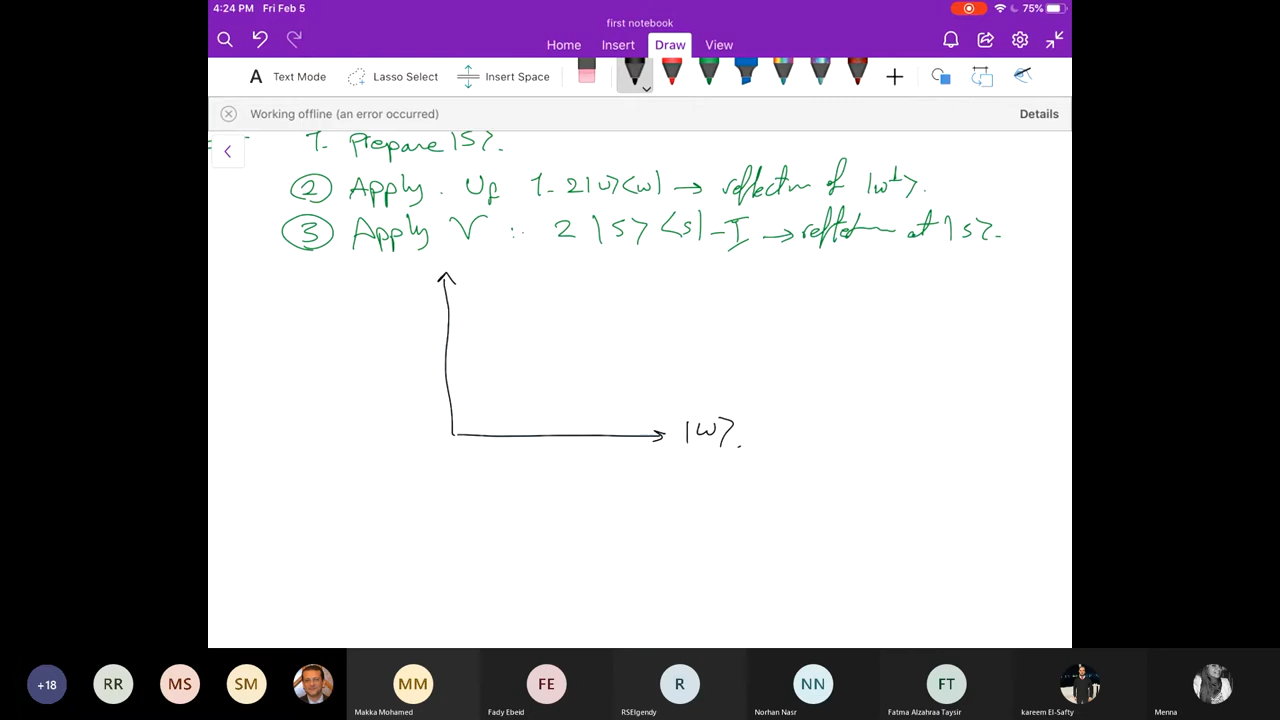 4:24 PM Fri Feb 5
75%
first notebook
Home Insert Draw View
A Text Mode Lasso Select Insert Space
Working offline (an error occurred) Details
1. Prepare |S⟩.
② Apply . Uf 1-2|w⟩⟨w| → reflection of |w⊥⟩.
③ Apply V :. 2 |S⟩ ⟨s| - I → reflection at |s⟩.
|w⟩.
+18 RR MS SM MM FE R NN FT
Makka Mohamed Fady Ebeid RSElgendy Norhan Nasr Fatma Alzahraa Taysir kareem El-Safty Menna